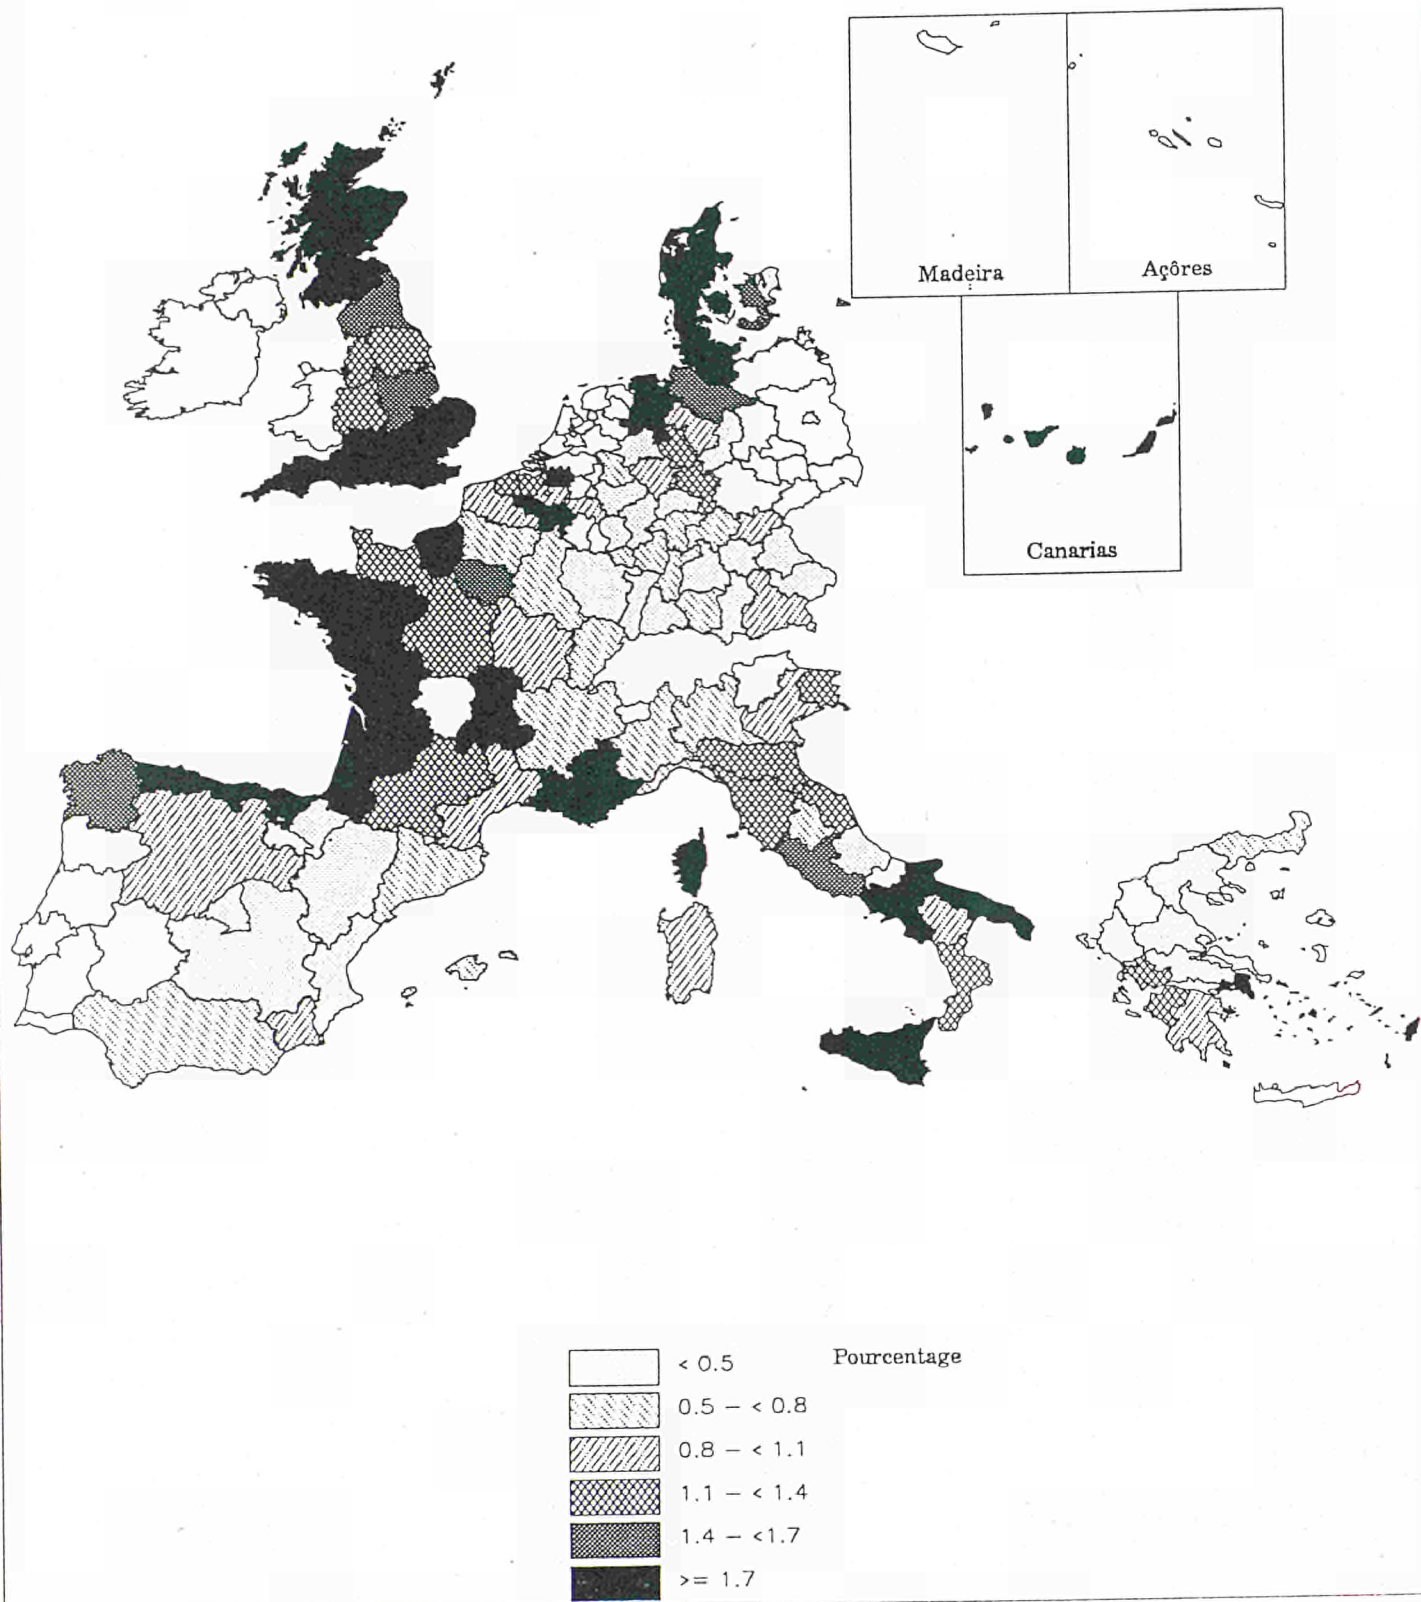 Madeira
Açôres
Canarias
Pourcentage
< 0.5
0.5 – < 0.8
0.8 – < 1.1
1.1 – < 1.4
1.4 – <1.7
>= 1.7